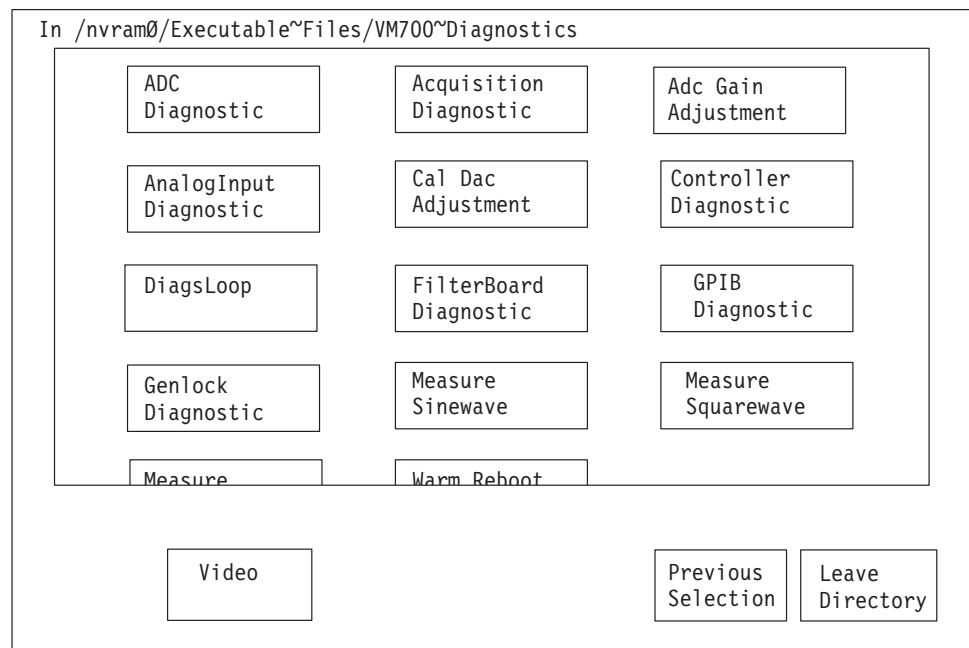 In /nvramØ/Executable~Files/VM700~Diagnostics
ADC
Diagnostic
Acquisition
Diagnostic
Adc Gain
Adjustment
AnalogInput
Diagnostic
Cal Dac
Adjustment
Controller
Diagnostic
DiagsLoop
FilterBoard
Diagnostic
GPIB
Diagnostic
Genlock
Diagnostic
Measure
Sinewave
Measure
Squarewave
Measure
Warm Reboot
Video
Previous
Selection
Leave
Directory